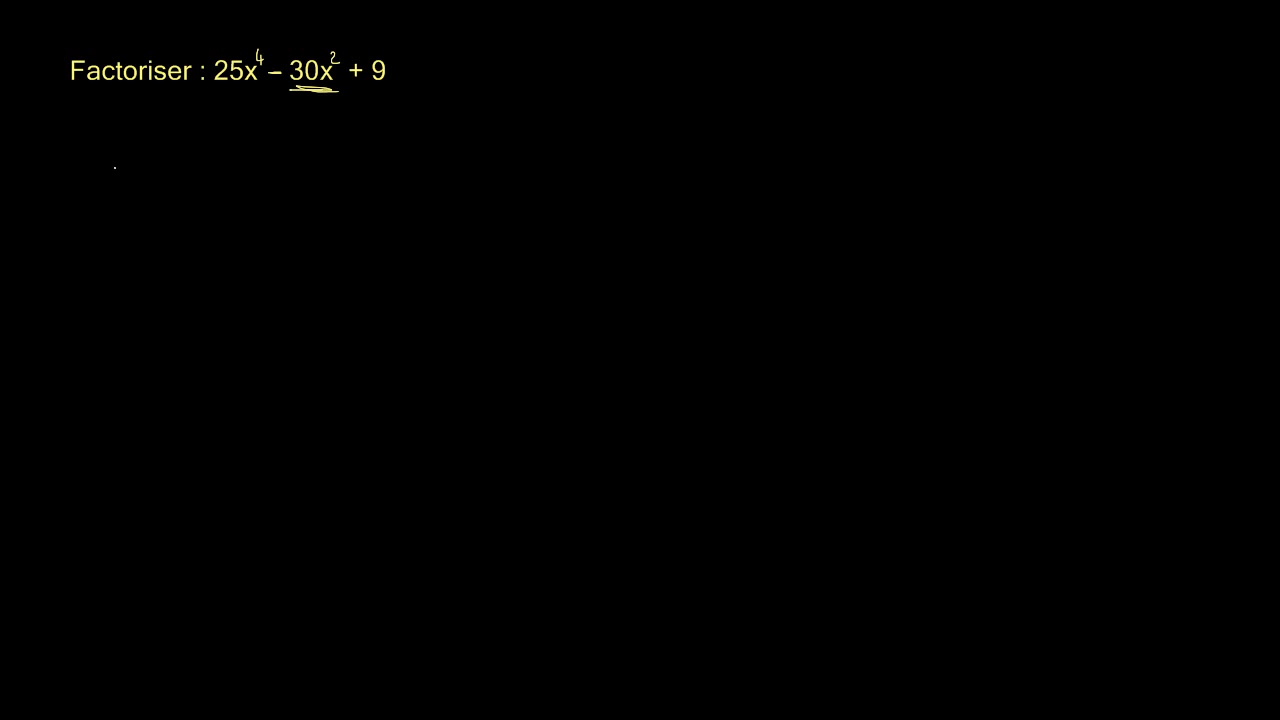 Factoriser : 25x⁴ – 30x² + 9